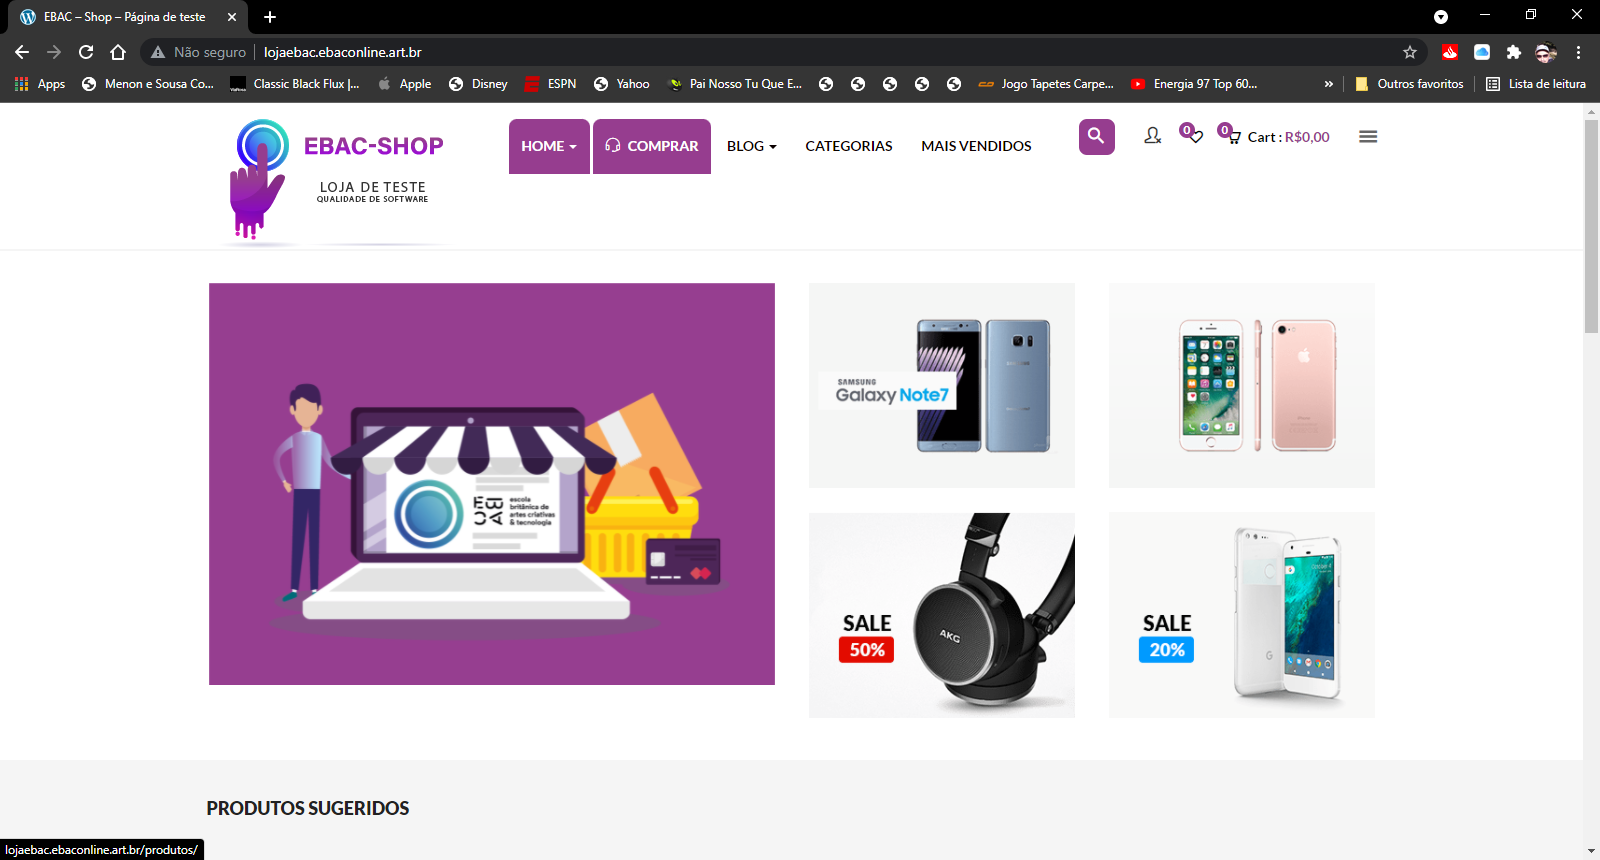 EBAC – Shop – Página de teste
Não seguro
lojaebac.ebaconline.art.br
Apps
Menon e Sousa Co...
Classic Black Flux |...
Apple
Disney
ESPN
Yahoo
Pai Nosso Tu Que E...
Jogo Tapetes Carpe...
Energia 97 Top 60...
»
Outros favoritos
Lista de leitura
EBAC-SHOP
LOJA DE TESTE
QUALIDADE DE SOFTWARE
HOME
COMPRAR
BLOG
CATEGORIAS
MAIS VENDIDOS
0
0
Cart : R$0,00
escola
britânica de
artes criativas
& tecnologia
SAMSUNG
Galaxy Note7
SALE
50%
AKG
SALE
20%
G
PRODUTOS SUGERIDOS
lojaebac.ebaconline.art.br/produtos/